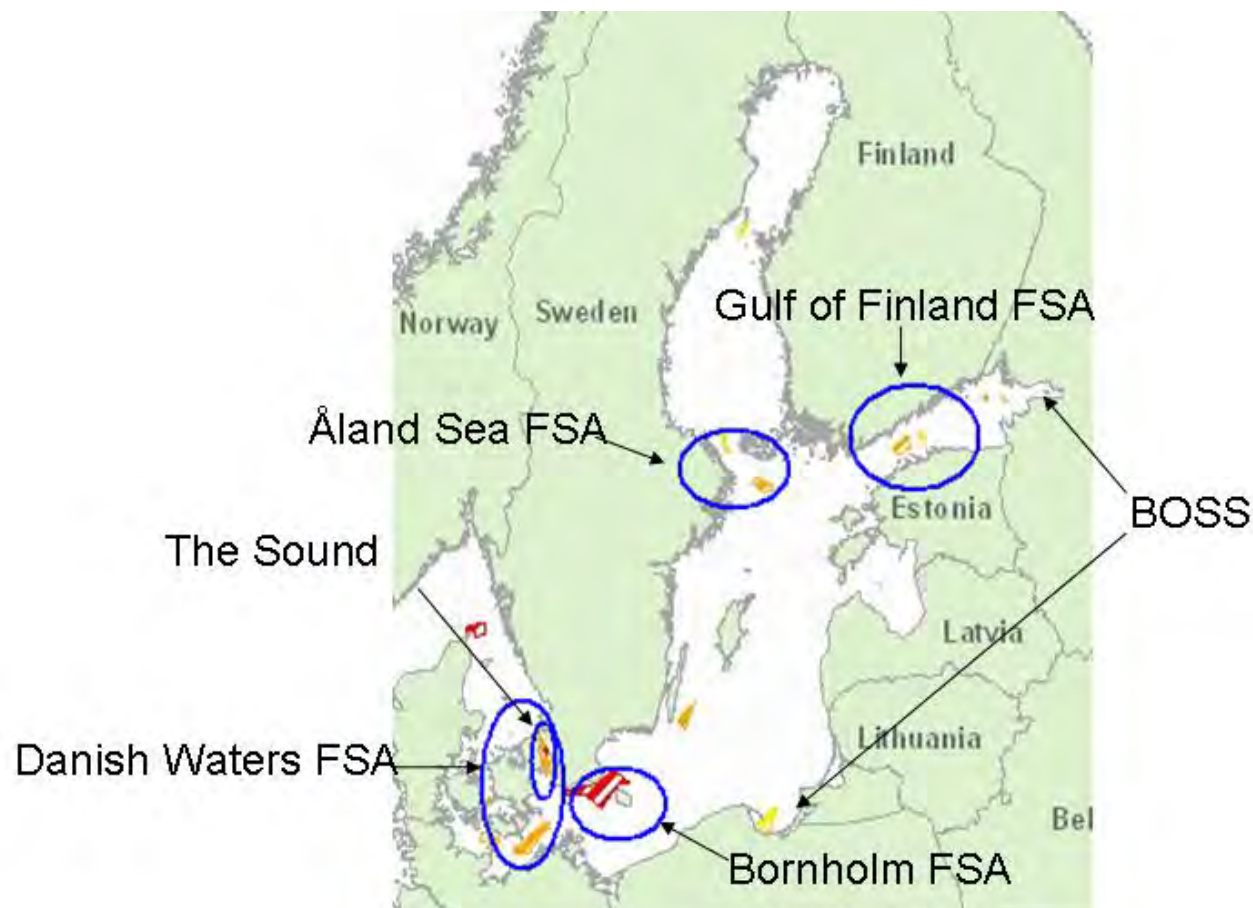 Finland
Gulf of Finland FSA
Norway
Sweden
Åland Sea FSA
Estonia
BOSS
The Sound
Latvia
Danish Waters FSA
Lithuania
Bel
Bornholm FSA